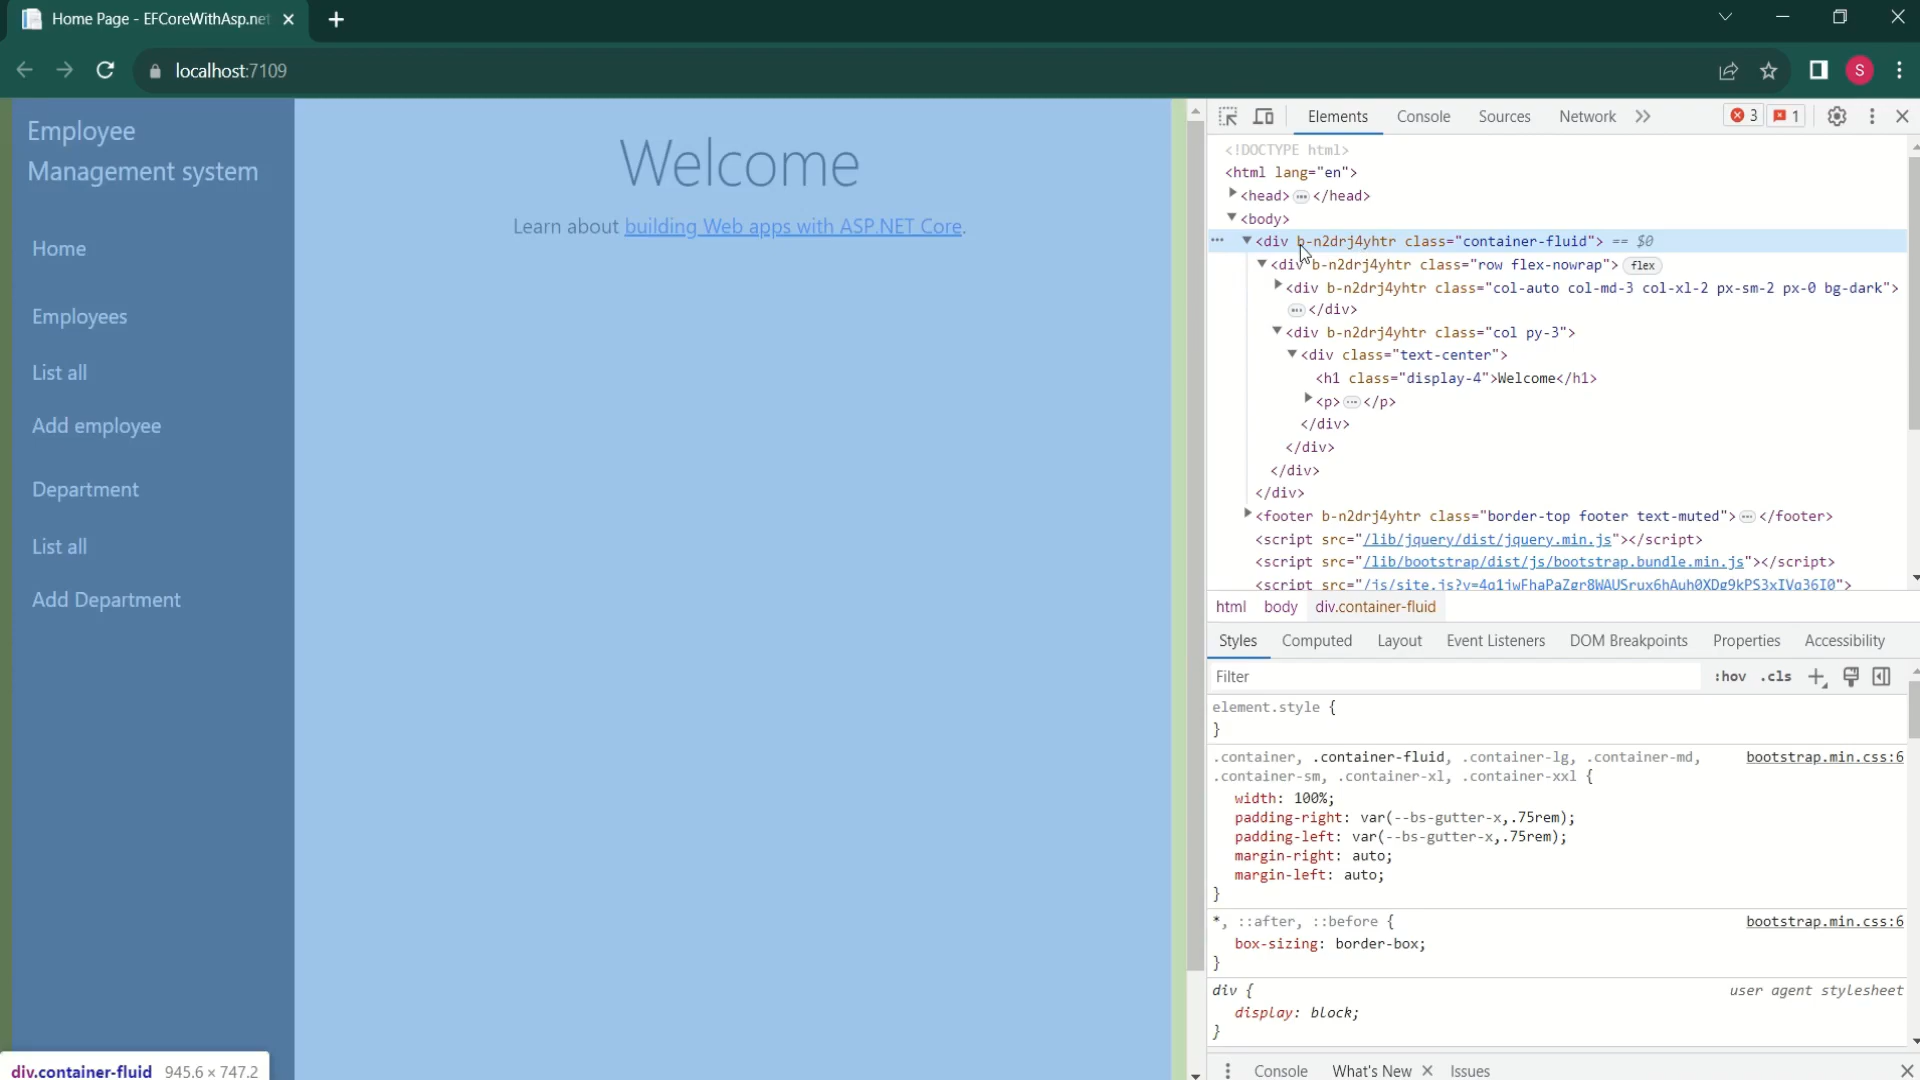 Home Page - EFCoreWithAsp.net
localhost:7109
S
Employee
Management system
Home
Employees
List all
Add employee
Department
List all
Add Department
Welcome
Learn about building Web apps with ASP.NET Core.
div.container-fluid 945.6 × 747.2
Elements Console Sources Network 3 1
<!DOCTYPE html>
<html lang="en">
<head> ⋯ </head>
<body>
⋯ <div b-n2drj4yhtr class="container-fluid"> == $0
<div b-n2drj4yhtr class="row flex-nowrap"> flex
<div b-n2drj4yhtr class="col-auto col-md-3 col-xl-2 px-sm-2 px-0 bg-dark">
⋯ </div>
<div b-n2drj4yhtr class="col py-3">
<div class="text-center">
<h1 class="display-4">Welcome</h1>
<p> ⋯ </p>
</div>
</div>
</div>
</div>
<footer b-n2drj4yhtr class="border-top footer text-muted"> ⋯ </footer>
<script src="/lib/jquery/dist/jquery.min.js"></script>
<script src="/lib/bootstrap/dist/js/bootstrap.bundle.min.js"></script>
<script src="/js/site.js?v=4q1jwFhaPaZgr8WAUSrux6hAuh0XDg9kPS3xIVq36I0">
html body div.container-fluid
Styles Computed Layout Event Listeners DOM Breakpoints Properties Accessibility
Filter :hov .cls
element.style {
}
.container, .container-fluid, .container-lg, .container-md, bootstrap.min.css:6
.container-sm, .container-xl, .container-xxl {
width: 100%;
padding-right: var(--bs-gutter-x,.75rem);
padding-left: var(--bs-gutter-x,.75rem);
margin-right: auto;
margin-left: auto;
}
*, ::after, ::before { bootstrap.min.css:6
box-sizing: border-box;
}
div { user agent stylesheet
display: block;
}
Console What's New Issues